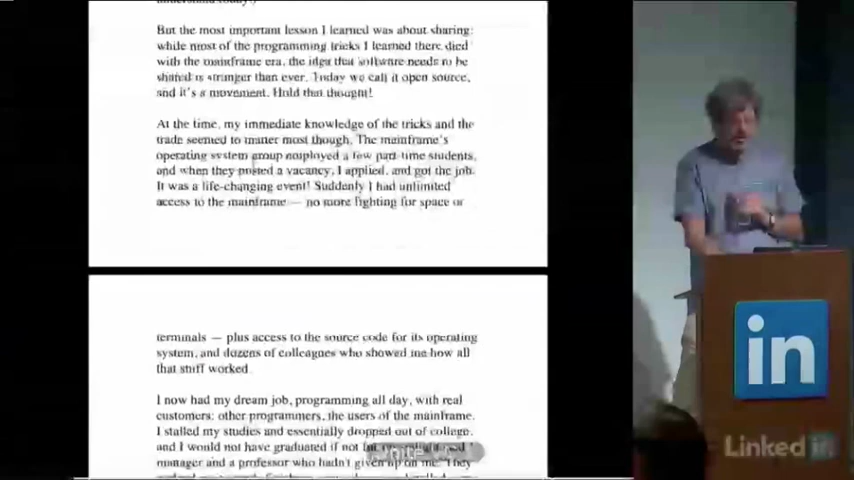 But the most important lesson I learned was about sharing:
while most of the programming tricks I learned there died
with the mainframe era, the idea that software needs to be
shared is stronger than ever. Today we call it open source,
and it's a movement. Hold that thought!
At the time, my immediate knowledge of the tricks and the
trade seemed to matter most though. The mainframe's
operating system group employed a few part-time students,
and when they posted a vacancy, I applied, and got the job.
It was a life-changing event! Suddenly I had unlimited
access to the mainframe — no more fighting for space or
terminals — plus access to the source code for its operating
system, and dozens of colleagues who showed me how all
that stuff worked.
I now had my dream job, programming all day, with real
customers: other programmers, the users of the mainframe.
I stalled my studies and essentially dropped out of college,
and I would not have graduated if not for
manager and a professor who hadn't given up on me. They
in
LinkedIn